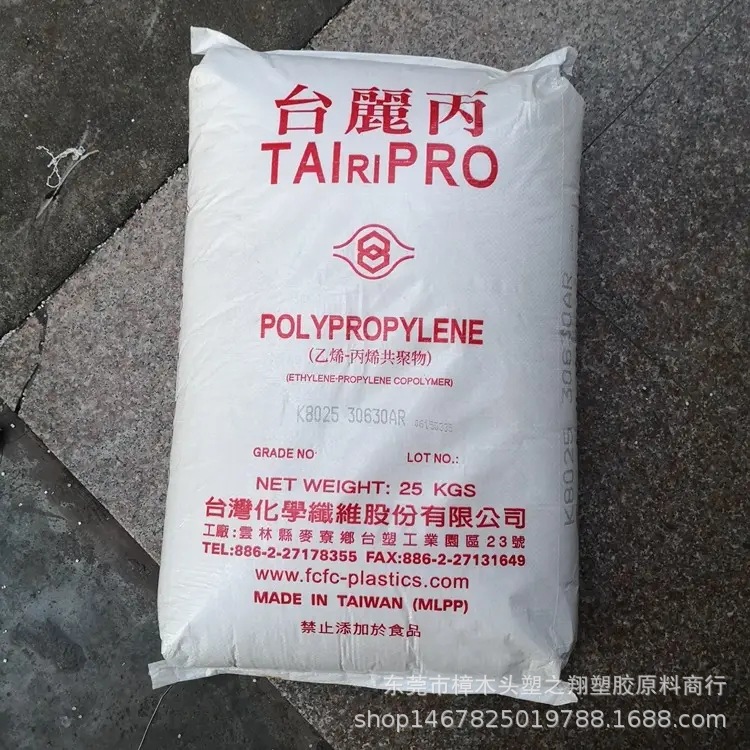 台麗丙
TAIRIPRO
POLYPROPYLENE
(乙烯-丙烯共聚物)
(ETHYLENE-PROPYLENE COPOLYMER)
K8025 30630AR
GRADE NO
LOT NO.:
NET WEIGHT: 25 KGS
台灣化學纖維股份有限公司
工廠:雲林縣麥寮鄉台塑工業園區23號
TEL:886-2-27178355 FAX:886-2-27131649
www.fcfc-plastics.com
MADE IN TAIWAN (MLPP)
禁止添加於食品
K8025 30630AR
东莞市樟木头塑之翔塑胶原料商行
shop1467825019788.1688.com